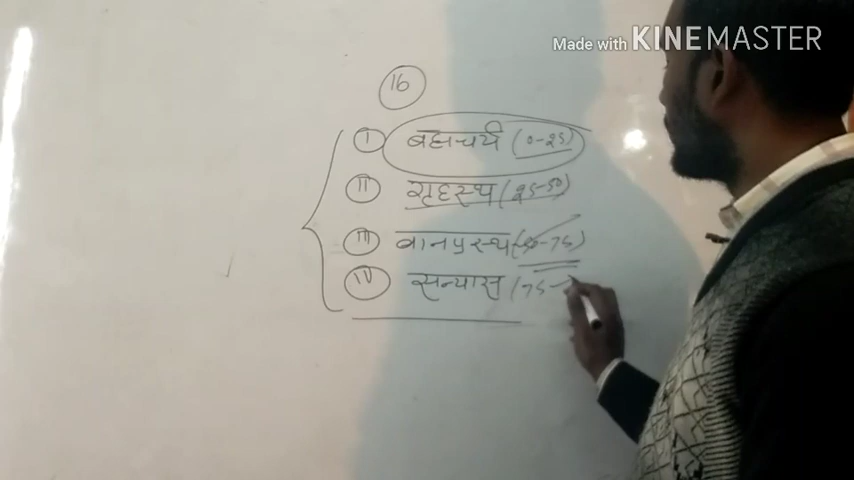 Made with KINEMASTER
16
I ब्रह्मचर्य (0-25)
II गृहस्थ (25-50)
III वानप्रस्थ (50-75)
IV सन्यास (75-